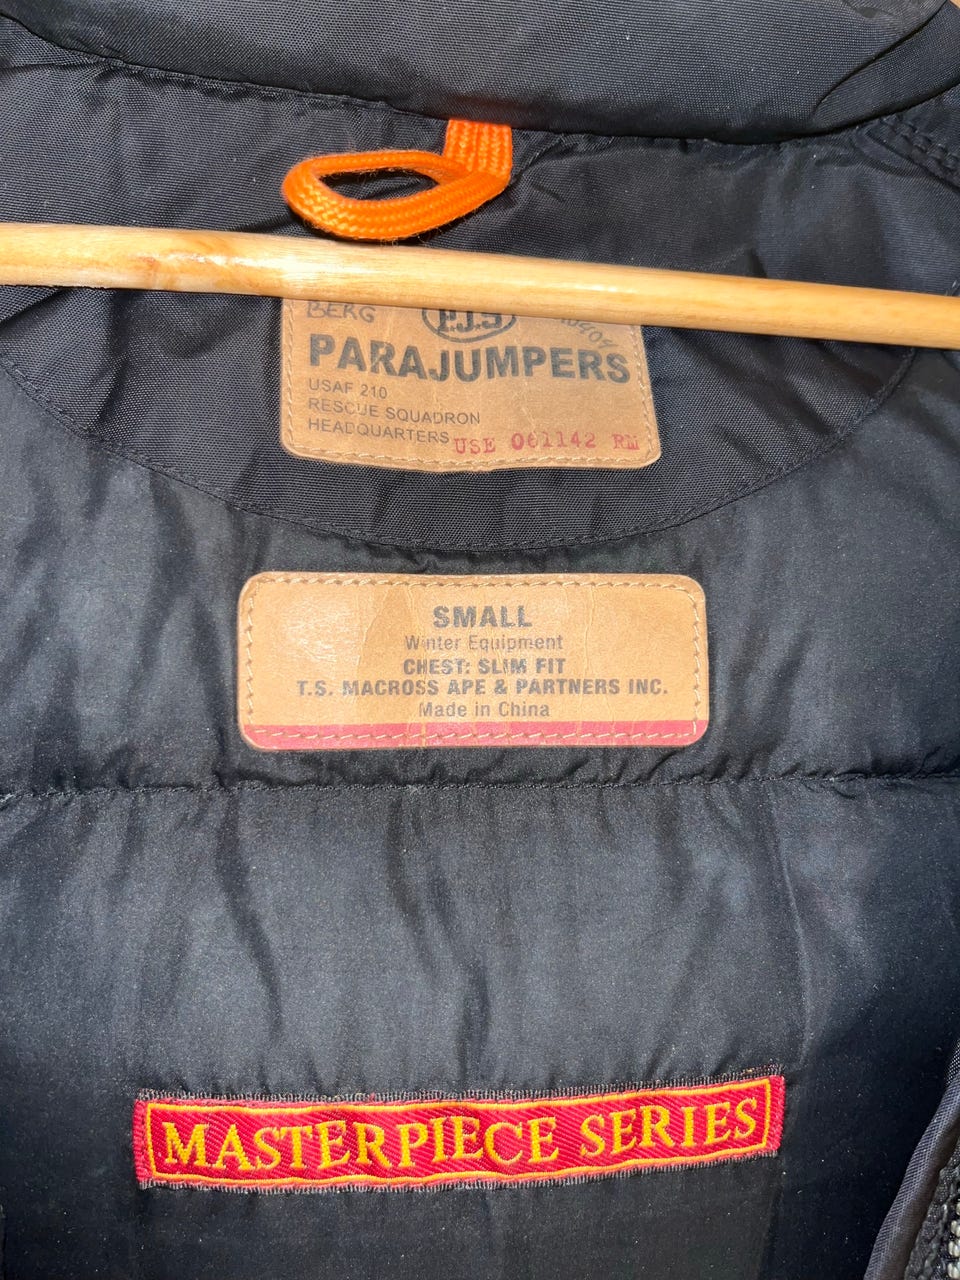 BERG
P.J.S
PARAJUMPERS
USAF 210
RESCUE SQUADRON
HEADQUARTERS USE 061142 RM
SMALL
Winter Equipment
CHEST: SLIM FIT
T.S. MACROSS APE & PARTNERS INC.
Made in China
MASTERPIECE SERIES